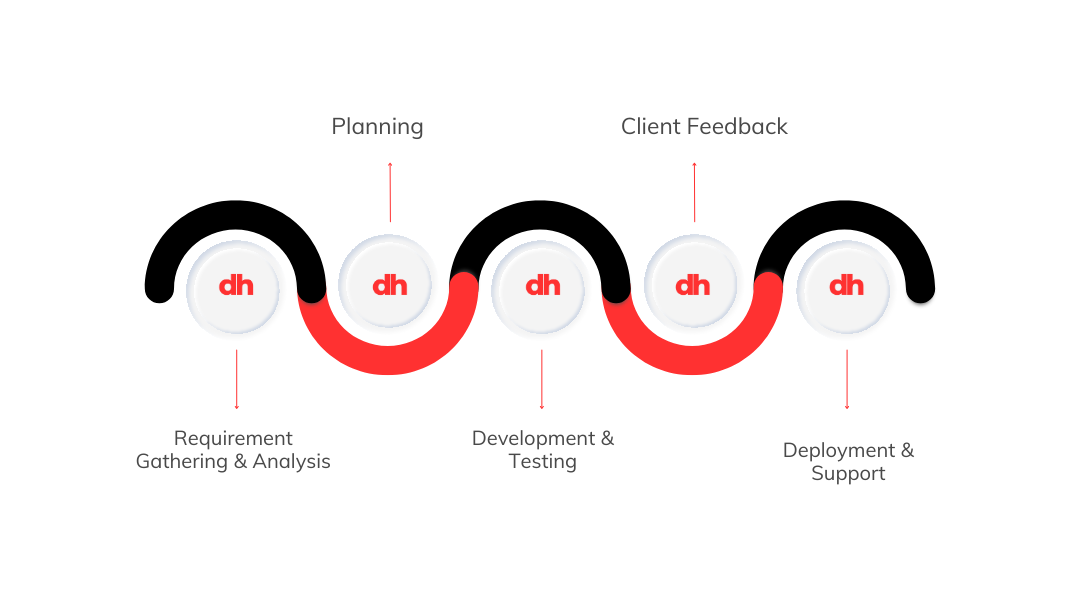 Planning
Client Feedback
dh
dh
dh
dh
dh
Requirement
Gathering & Analysis
Development &
Testing
Deployment &
Support